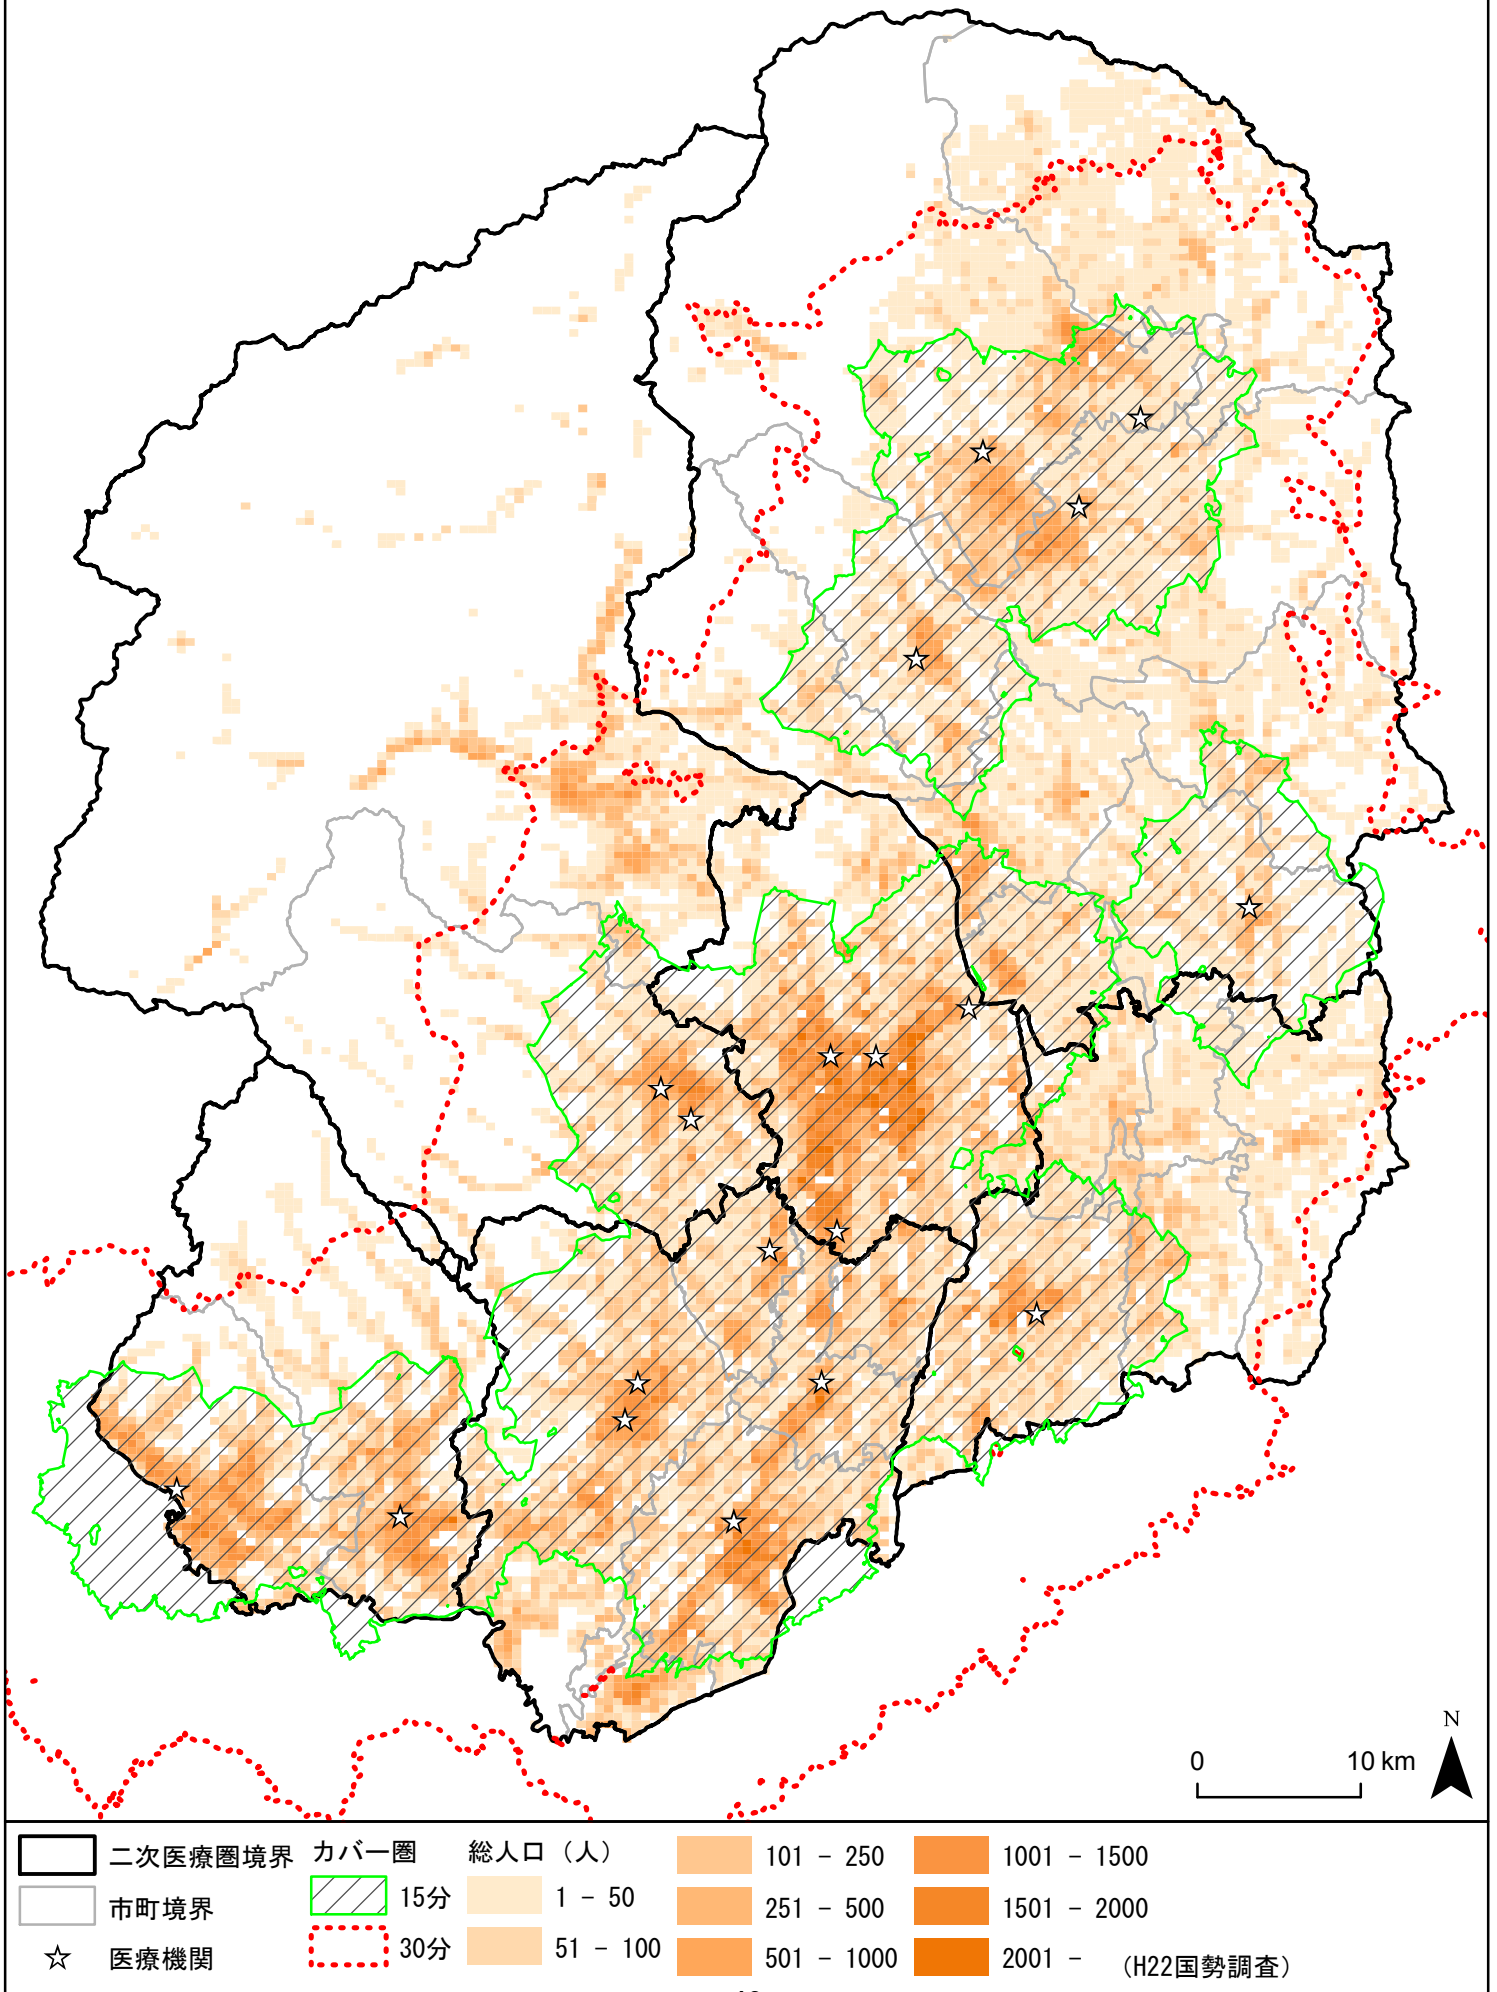 N
0 10 km
二次医療圏境界
市町境界
医療機関
カバー圏
15分
30分
総人口（人）
1 － 50
51 － 100
101 － 250
251 － 500
501 － 1000
1001 － 1500
1501 － 2000
2001 －
（H22国勢調査）